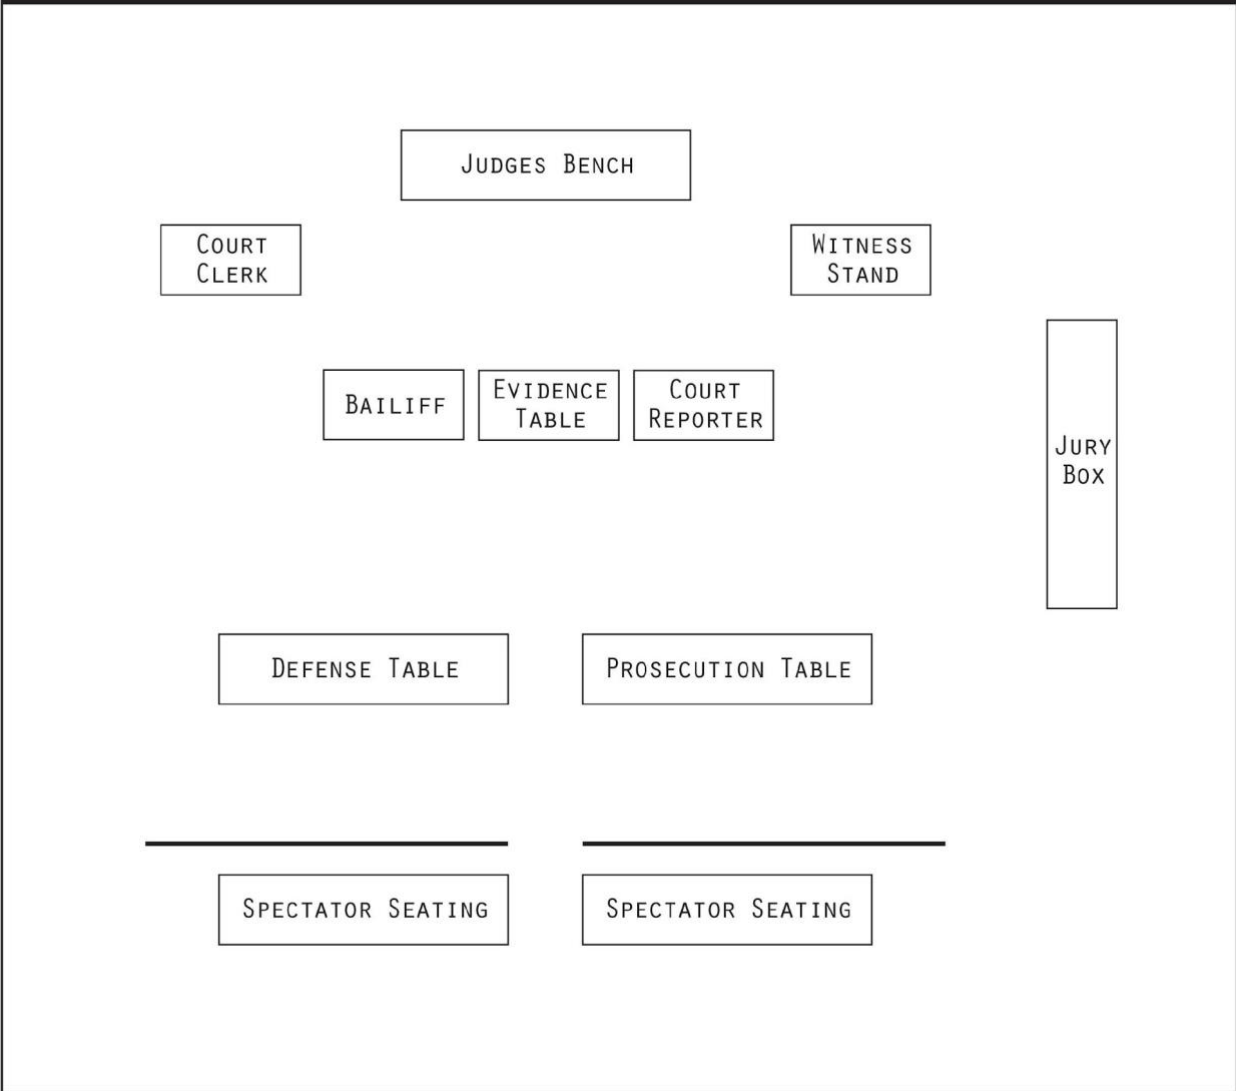 JUDGES BENCH
COURT
CLERK
WITNESS
STAND
BAILIFF
EVIDENCE
TABLE
COURT
REPORTER
JURY
BOX
DEFENSE TABLE
PROSECUTION TABLE
SPECTATOR SEATING
SPECTATOR SEATING